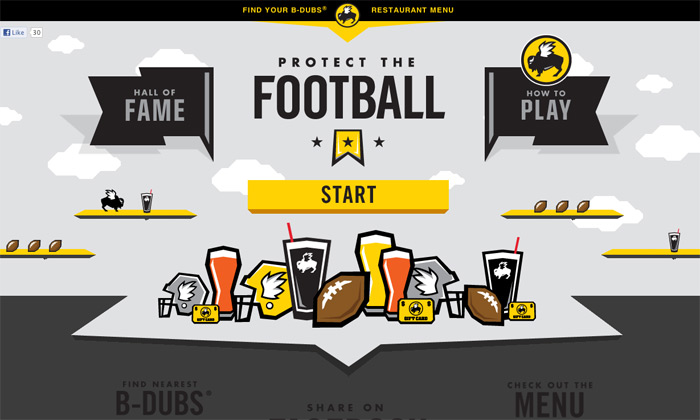 FIND YOUR B-DUBS® RESTAURANT MENU
Like 30
PROTECT THE
FOOTBALL
HALL OF
FAME
HOW TO
PLAY
START
GIFT CARD
GIFT CARD
GIFT CARD
FIND NEAREST
B-DUBS®
SHARE ON
FACEBOOK
CHECK OUT THE
MENU